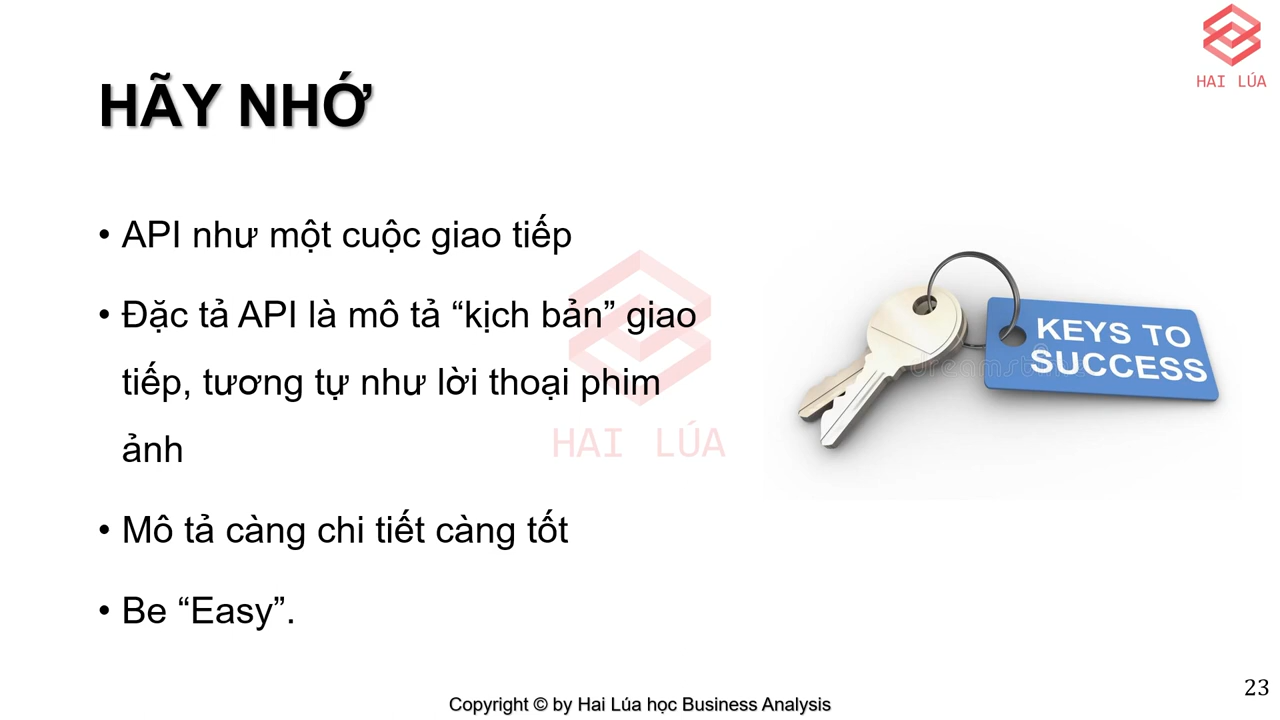 HAI LÚA
HÃY NHỚ
• API như một cuộc giao tiếp
• Đặc tả API là mô tả “kịch bản” giao
tiếp, tương tự như lời thoại phim
ảnh
• Mô tả càng chi tiết càng tốt
• Be “Easy”.
HAI LÚA
KEYS TO
SUCCESS
dreamstime
23
Copyright © by Hai Lúa học Business Analysis